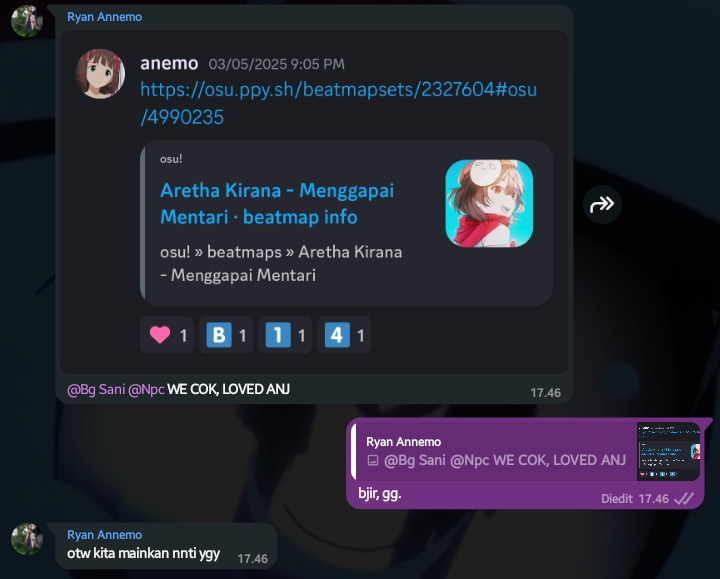 Ryan Annemo
anemo 03/05/2025 9:05 PM
https://osu.ppy.sh/beatmapsets/2327604#osu
/4990235
osu!
Aretha Kirana - Menggapai
Mentari · beatmap info
osu! » beatmaps » Aretha Kirana
- Menggapai Mentari
1 B 1 1 1 4 1
@Bg Sani @Npc WE COK, LOVED ANJ
17.46
Ryan Annemo
@Bg Sani @Npc WE COK, LOVED ANJ
bjir, gg.
Diedit 17.46
Ryan Annemo
otw kita mainkan nnti ygy 17.46